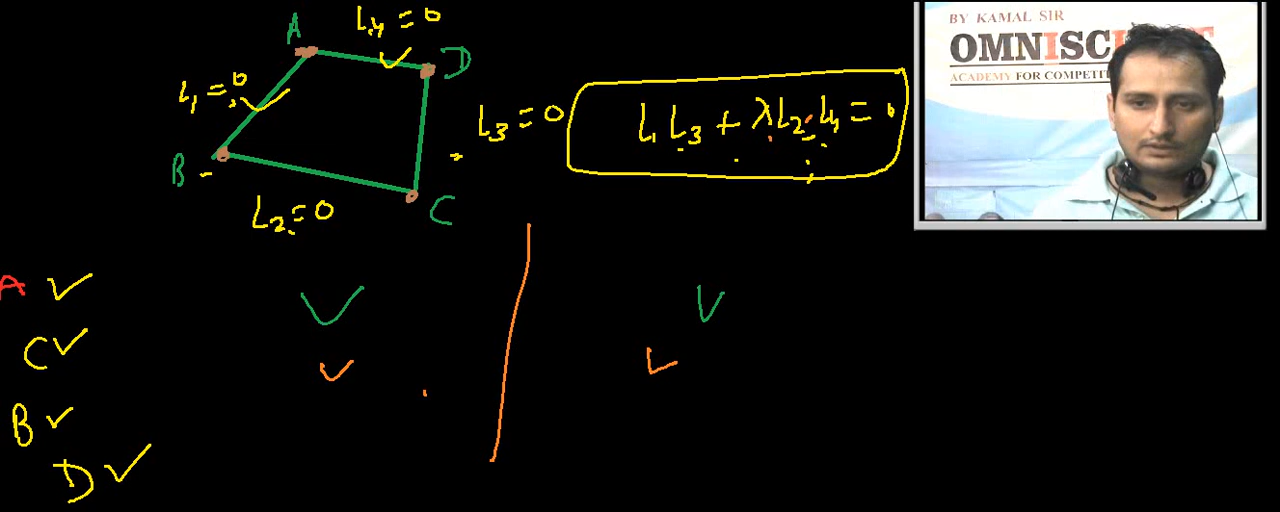 A
L4=0
D
L1=0
L3=0
L1L3+λL2L4=0
B
L2=0
C
A
C
B
D
BY KAMAL SIR
OMNISC
ACADEMY FOR COMPETIT